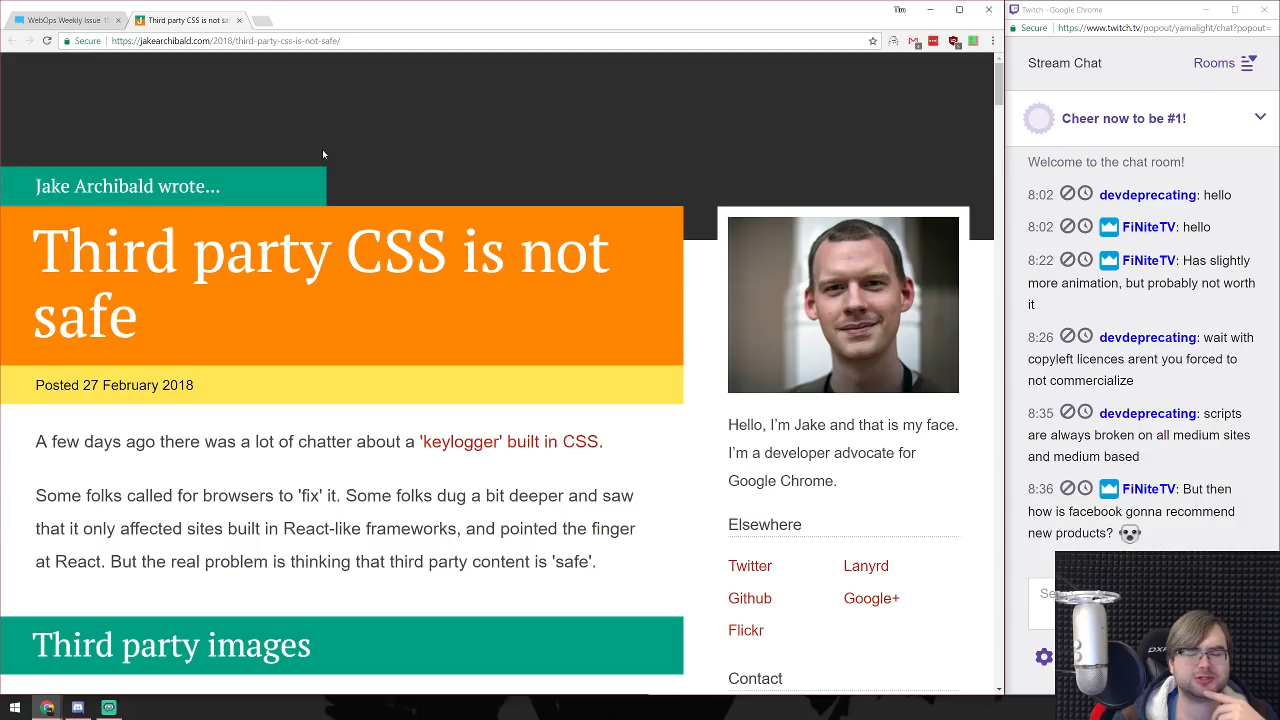 WebOps Weekly Issue
Third party CSS is not sa
Tim
Secure
https://jakearchibald.com/2018/third-party-css-is-not-safe/
Jake Archibald wrote...
Third party CSS is not
safe
Posted 27 February 2018
A few days ago there was a lot of chatter about a 'keylogger' built in CSS.
Some folks called for browsers to 'fix' it. Some folks dug a bit deeper and saw
that it only affected sites built in React-like frameworks, and pointed the finger
at React. But the real problem is thinking that third party content is 'safe'.
Third party images
Hello, I'm Jake and that is my face.
I'm a developer advocate for
Google Chrome.
Elsewhere
Twitter
Lanyrd
Github
Google+
Flickr
Contact
Twitch - Google Chrome
Secure
https://www.twitch.tv/popout/yamalight/chat?popout=
Stream Chat
Rooms
Cheer now to be #1!
Welcome to the chat room!
8:02 devdeprecating: hello
8:02 FiNiteTV: hello
8:22 FiNiteTV: Has slightly
more animation, but probably not worth
it
8:26 devdeprecating: wait with
copyleft licences arent you forced to
not commercialize
8:35 devdeprecating: scripts
are always broken on all medium sites
and medium based
8:36 FiNiteTV: But then
how is facebook gonna recommend
new products?